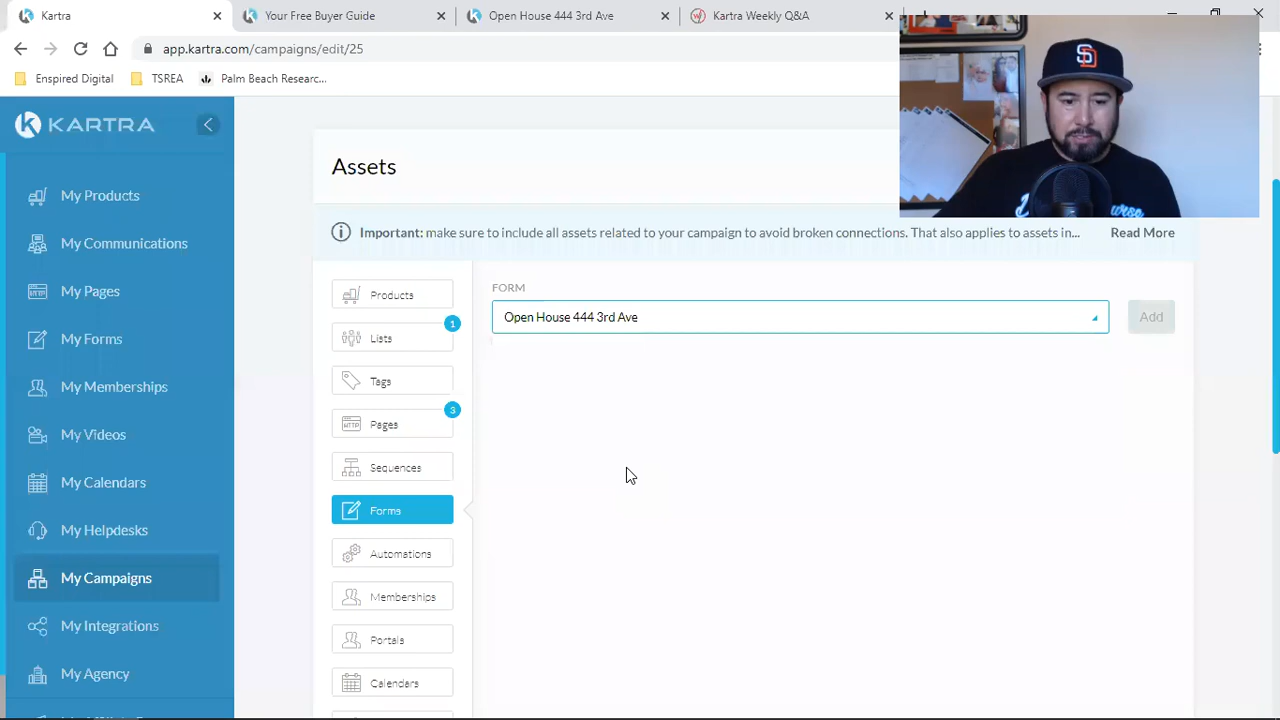 Kartra
Your Free Buyer Guide
Open House 444 3rd Ave
Kartra Weekly Q&A
app.kartra.com/campaign/edit/25
Enspired Digital
TSREA
Palm Beach Researc...
KARTRA
My Products
My Communications
My Pages
My Forms
My Memberships
My Videos
My Calendars
My Helpdesks
My Campaigns
My Integrations
My Agency
Assets
Important: make sure to include all assets related to your campaign to avoid broken connections. That also applies to assets in...
Read More
Products
Lists
1
Tags
Pages
3
Sequences
Forms
Automations
Memberships
Portals
Calendars
FORM
Open House 444 3rd Ave
Add
SD